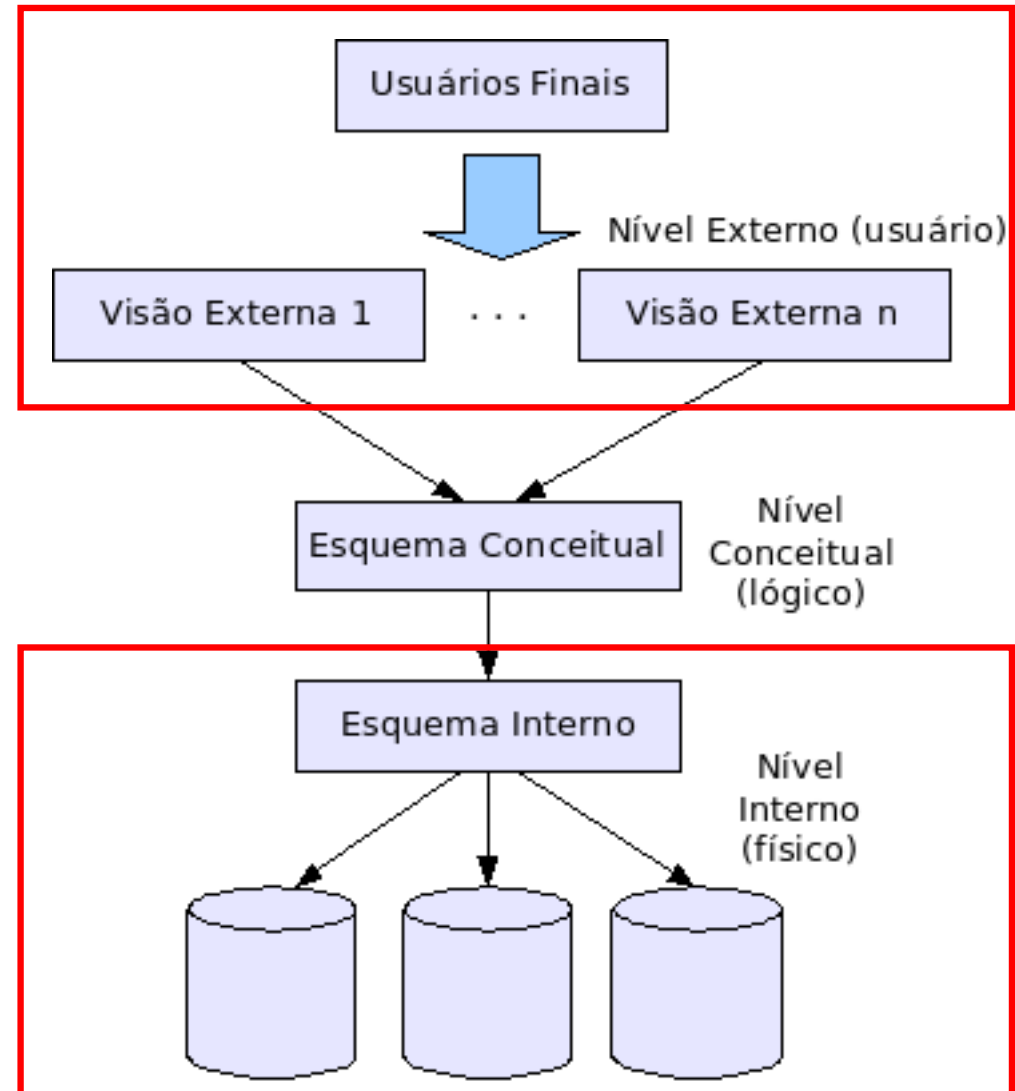 Usuários Finais
Nível Externo (usuário)
Visão Externa 1
. . .
Visão Externa n
Esquema Conceitual
Nível
Conceitual
(lógico)
Esquema Interno
Nível
Interno
(físico)